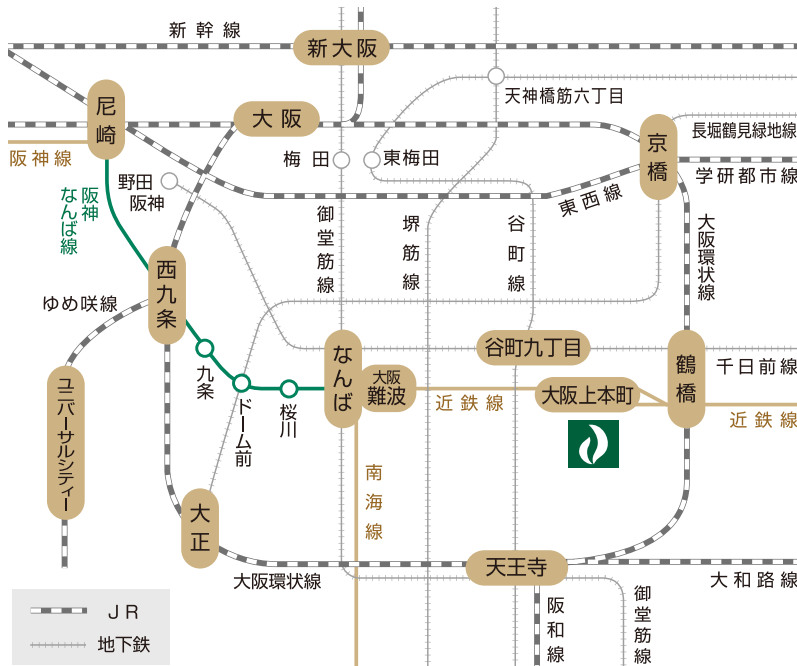 新幹線
新大阪
天神橋筋六丁目
尼崎
大阪
京橋
長堀鶴見緑地線
阪神線
梅田
東梅田
学研都市線
野田
阪神
東西線
阪神
なんば線
御堂筋線
堺筋線
谷町線
大阪環状線
西九条
ゆめ咲線
なんば
谷町九丁目
鶴橋
千日前線
九条
大阪
難波
近鉄線
大阪上本町
近鉄線
ユニバーサルシティー
ドーム前
桜川
南海線
大正
天王寺
大阪環状線
大和路線
阪和線
御堂筋線
JR
地下鉄